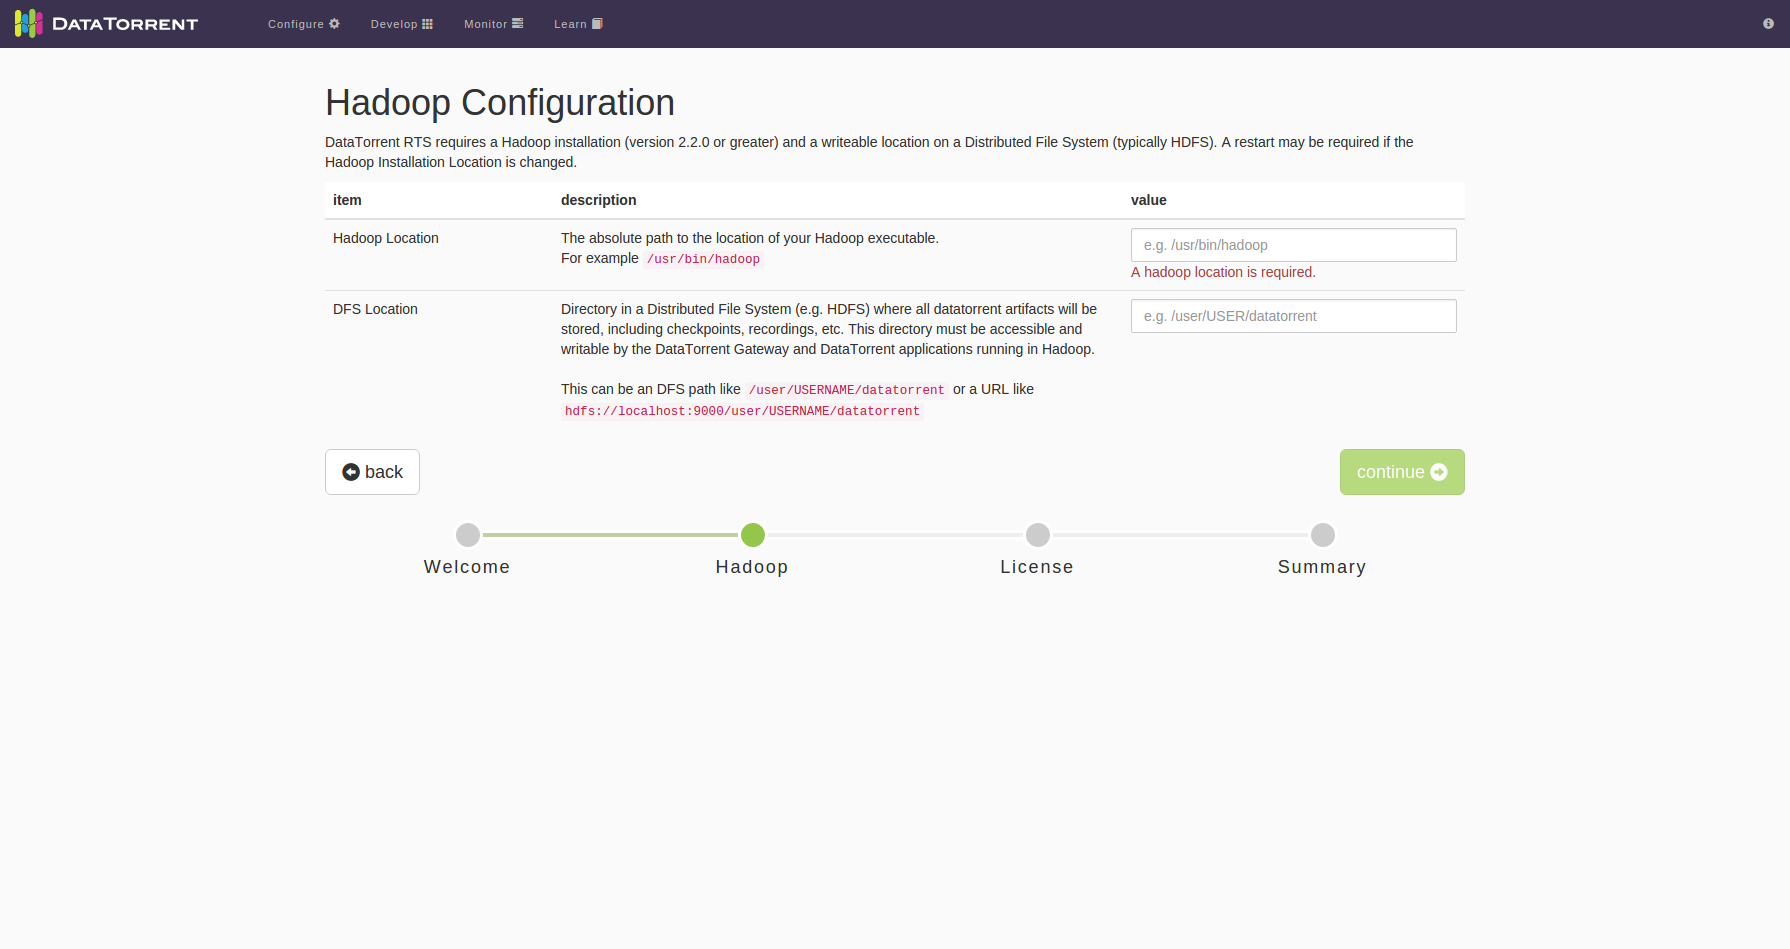 DATATORRENT
Configure
Develop
Monitor
Learn
Hadoop Configuration
DataTorrent RTS requires a Hadoop installation (version 2.2.0 or greater) and a writeable location on a Distributed File System (typically HDFS). A restart may be required if the
Hadoop Installation Location is changed.
item
description
value
Hadoop Location
The absolute path to the location of your Hadoop executable.
For example /usr/bin/hadoop
e.g. /usr/bin/hadoop
A hadoop location is required.
DFS Location
Directory in a Distributed File System (e.g. HDFS) where all datatorrent artifacts will be
stored, including checkpoints, recordings, etc. This directory must be accessible and
writable by the DataTorrent Gateway and DataTorrent applications running in Hadoop.
This can be an DFS path like /user/USERNAME/datatorrent or a URL like
hdfs://localhost:9000/user/USERNAME/datatorrent
e.g. /user/USER/datatorrent
back
continue
Welcome
Hadoop
License
Summary